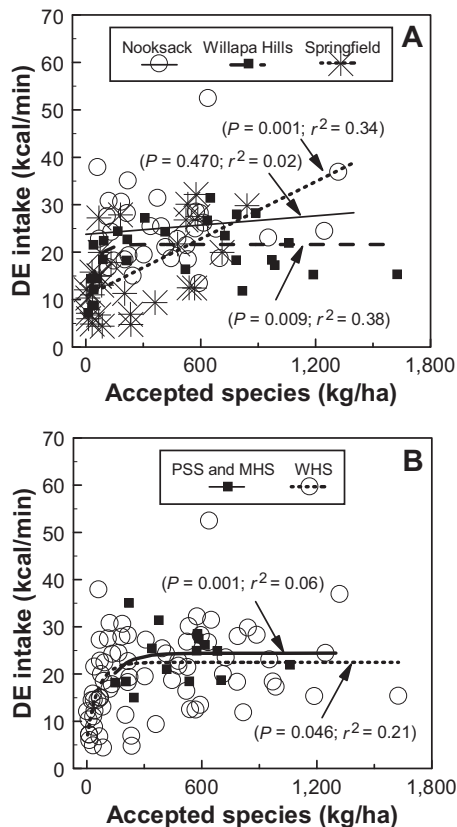 A
Nooksack Willapa Hills Springfield
70
60
50
40
30
20
10
0
DE intake (kcal/min)
(P = 0.001; r² = 0.34)
(P = 0.470; r² = 0.02)
(P = 0.009; r² = 0.38)
0 600 1,200 1,800
Accepted species (kg/ha)
B
PSS and MHS WHS
70
60
50
40
30
20
10
0
DE intake (kcal/min)
(P = 0.001; r² = 0.06)
(P = 0.046; r² = 0.21)
0 600 1,200 1,800
Accepted species (kg/ha)